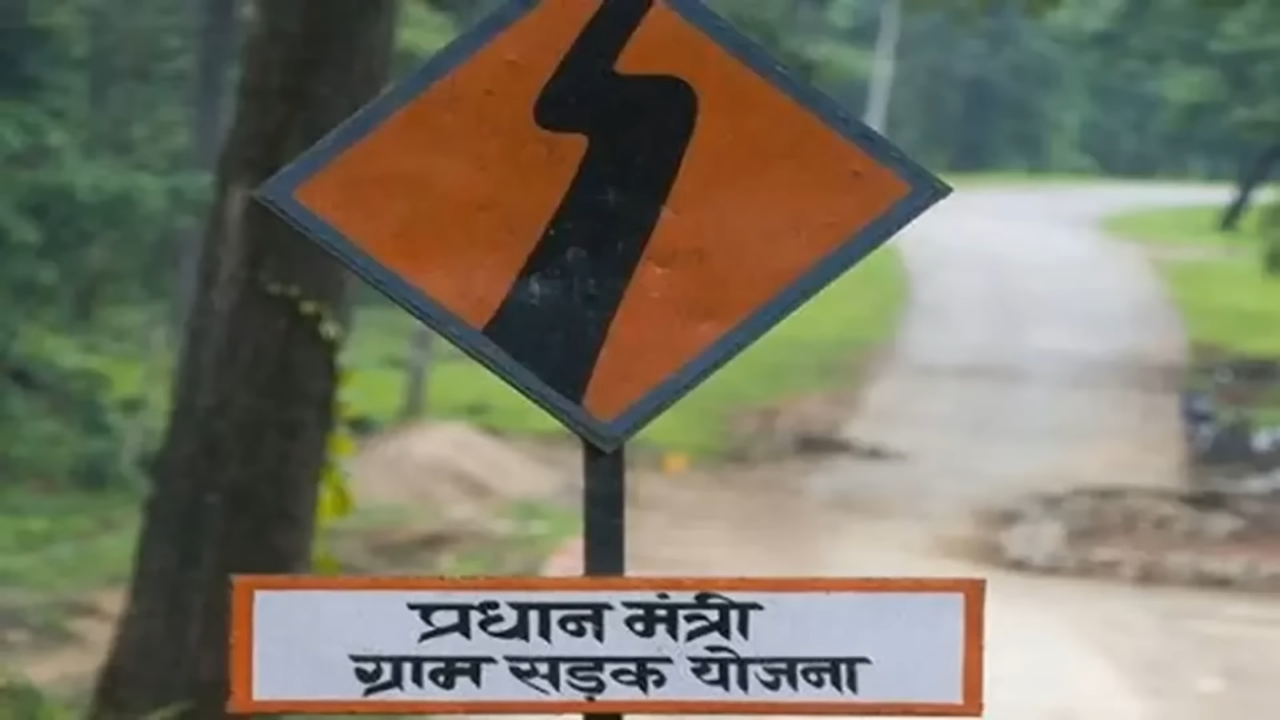 प्रधान मंत्री
ग्राम सड़क योजना